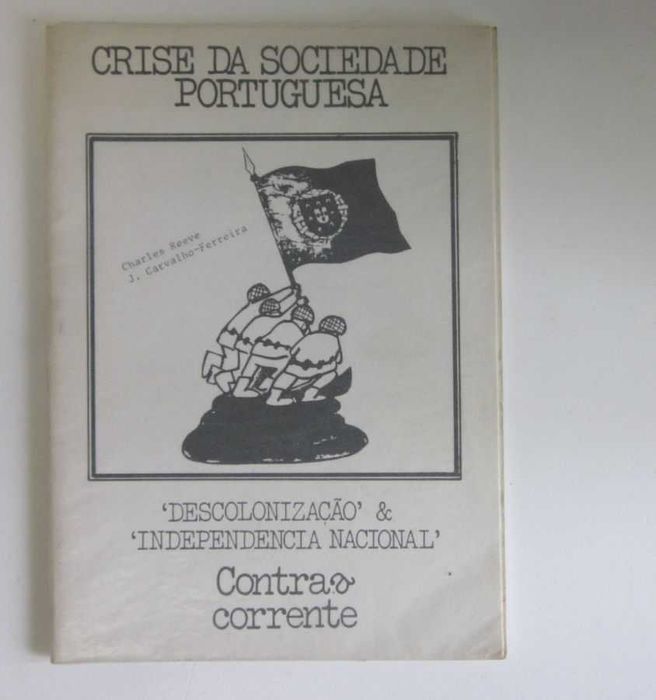 CRISE DA SOCIEDADE
PORTUGUESA
Charles Reeve
J. Carvalho-Ferreira
'DESCOLONIZAÇÃO' &
'INDEPENDENCIA NACIONAL'
Contra a
corrente